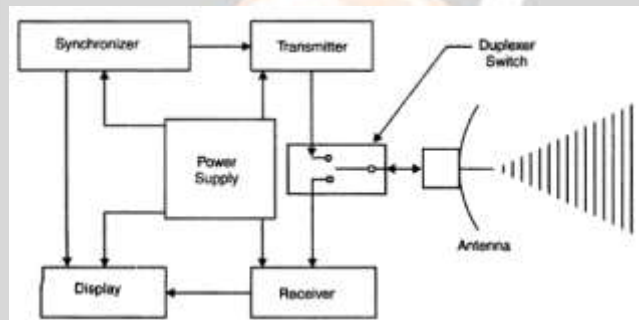 Synchronizer
Transmitter
Duplexer
Switch
Power
Supply
Antenna
Display
Receiver